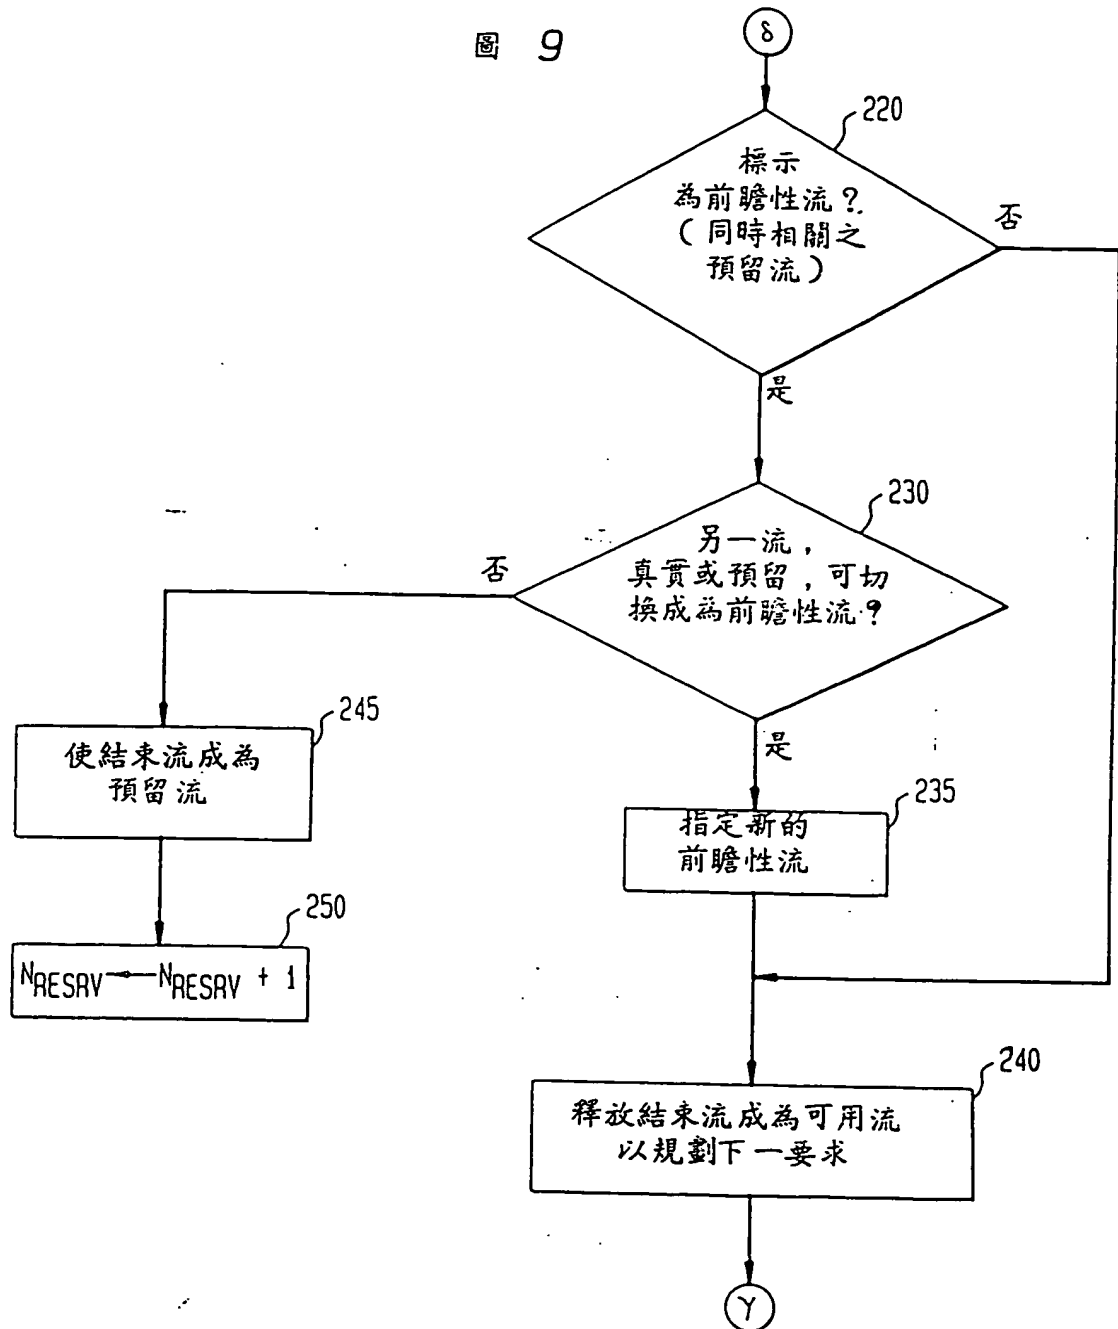 圖 9
δ
220
標示
為前瞻性流?
(同時相關之
預留流)
否
是
230
另一流,
真實或預留,可切
換成為前瞻性流?
否
是
245
使結束流成為
預留流
235
指定新的
前瞻性流
250
NRESRV ← NRESRV + 1
240
釋放結束流成為可用流
以規劃下一要求
γ